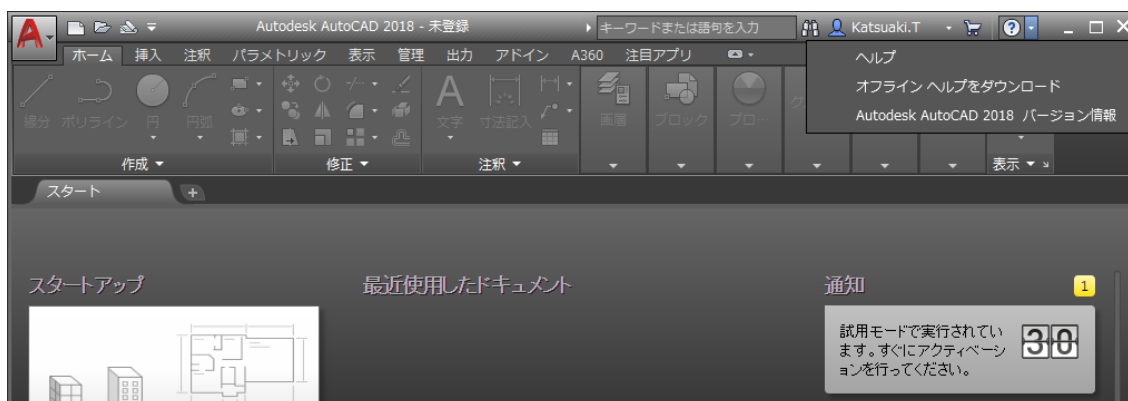 Autodesk AutoCAD 2018 - 未登録
キーワードまたは語句を入力
Katsuaki.T
ホーム 挿入 注釈 パラメトリック 表示 管理 出力 アドイン A360 注目アプリ
ヘルプ
オフライン ヘルプをダウンロード
Autodesk AutoCAD 2018 バージョン情報
線分 ポリライン 円 円弧 文字 寸法記入 画層 ブロック プロ… グ
作成 修正 注釈 表示
スタート
スタートアップ
最近使用したドキュメント
通知
1
試用モードで実行されてい
ます。すぐにアクティベーシ
ョンを行ってください。
30